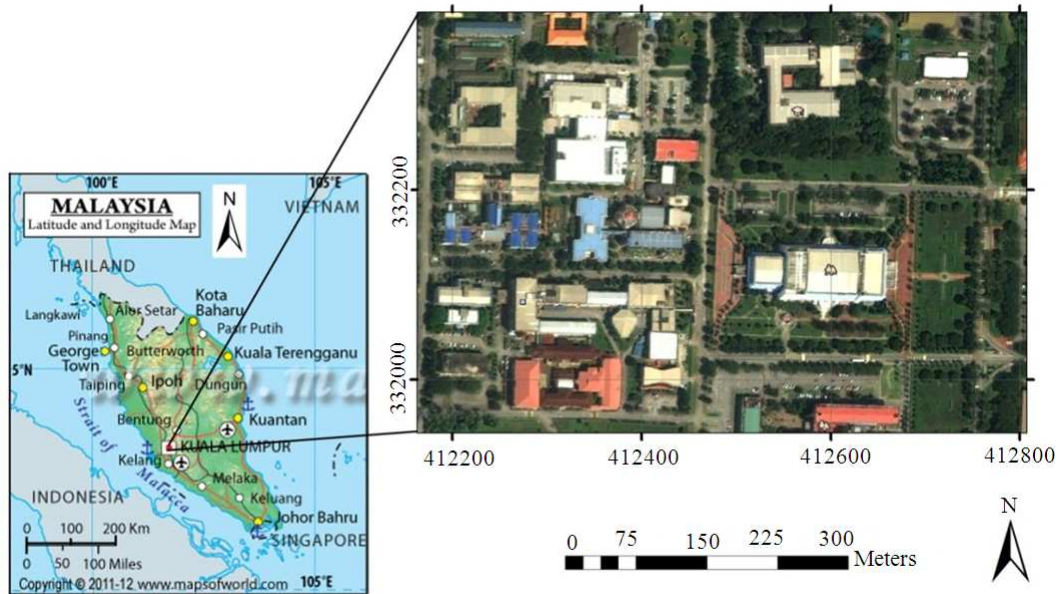 100°E
105°E
N
MALAYSIA
Latitude and Longitude Map
VIETNAM
THAILAND
Langkawi
Alor Setar
Kota
Baharu
Pasir Putih
Pinang
George
Town
Butterworth
Kuala Terengganu
5°N
Taiping
Ipoh
Dungun
Bentung
Kuantan
KUALA LUMPUR
Kelang
Strait of Malacca
Melaka
Keluang
INDONESIA
Johor Bahru
SINGAPORE
0 100 200 Km
0 50 100 Miles
105°E
Copyright © 2011-12 www.mapsofworld.com
332200
332000
412200 412400 412600 412800
0 75 150 225 300
Meters
N